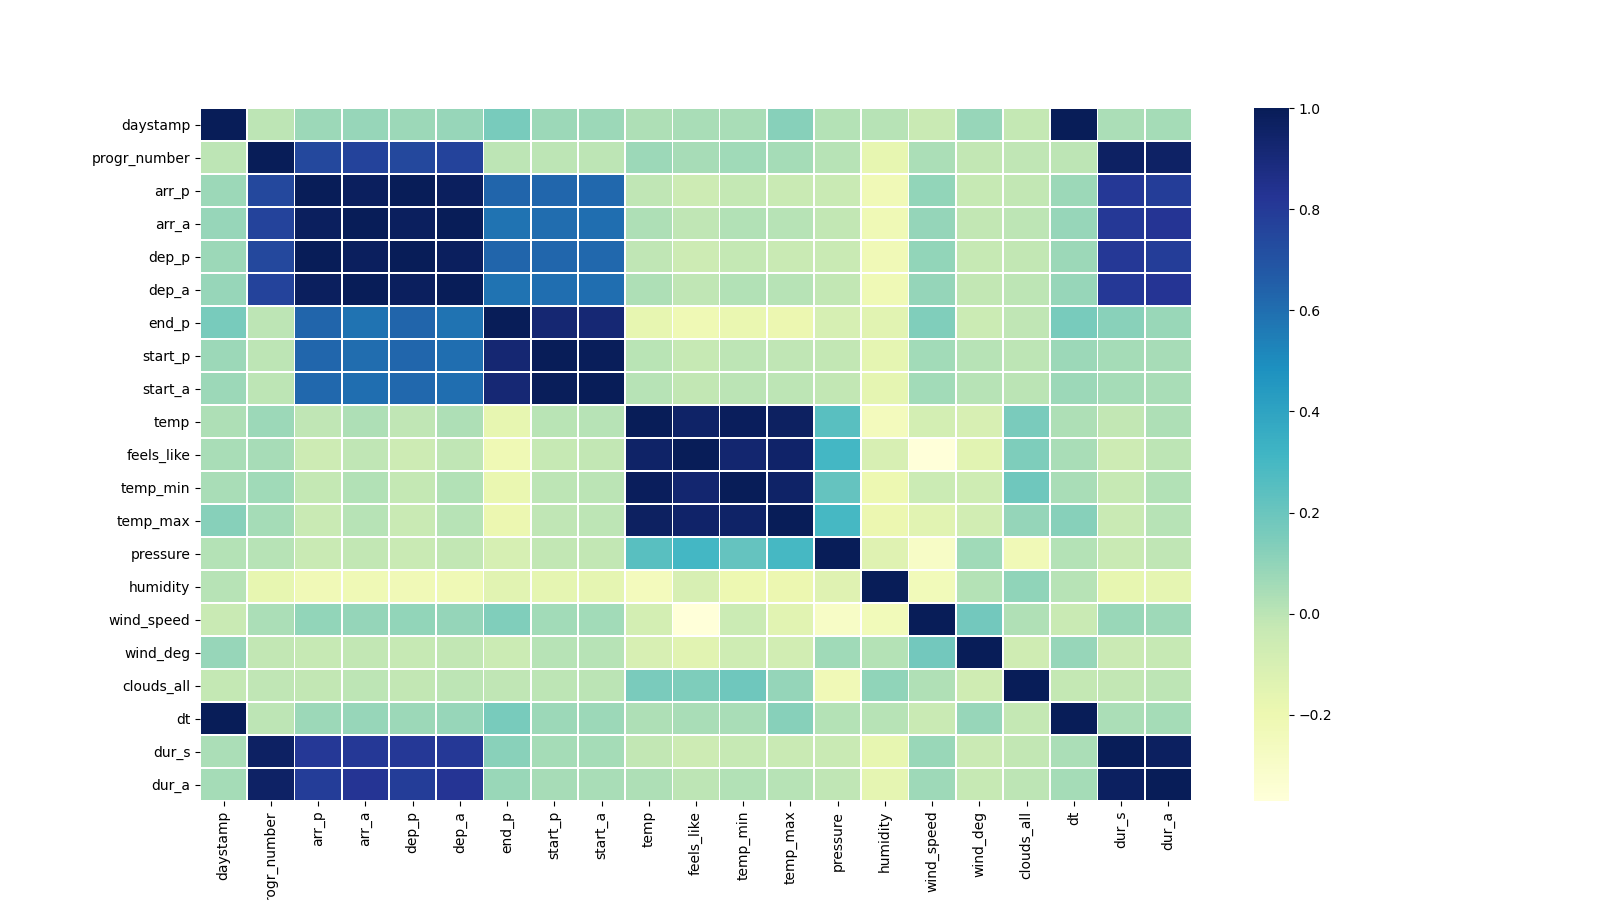 daystamp
progr_number
arr_p
arr_a
dep_p
dep_a
end_p
start_p
start_a
temp
feels_like
temp_min
temp_max
pressure
humidity
wind_speed
wind_deg
clouds_all
dt
dur_s
dur_a
daystamp
rogr_number
arr_p
arr_a
dep_p
dep_a
end_p
start_p
start_a
temp
feels_like
temp_min
temp_max
pressure
humidity
wind_speed
wind_deg
clouds_all
dt
dur_s
dur_a
1.0
0.8
0.6
0.4
0.2
0.0
−0.2